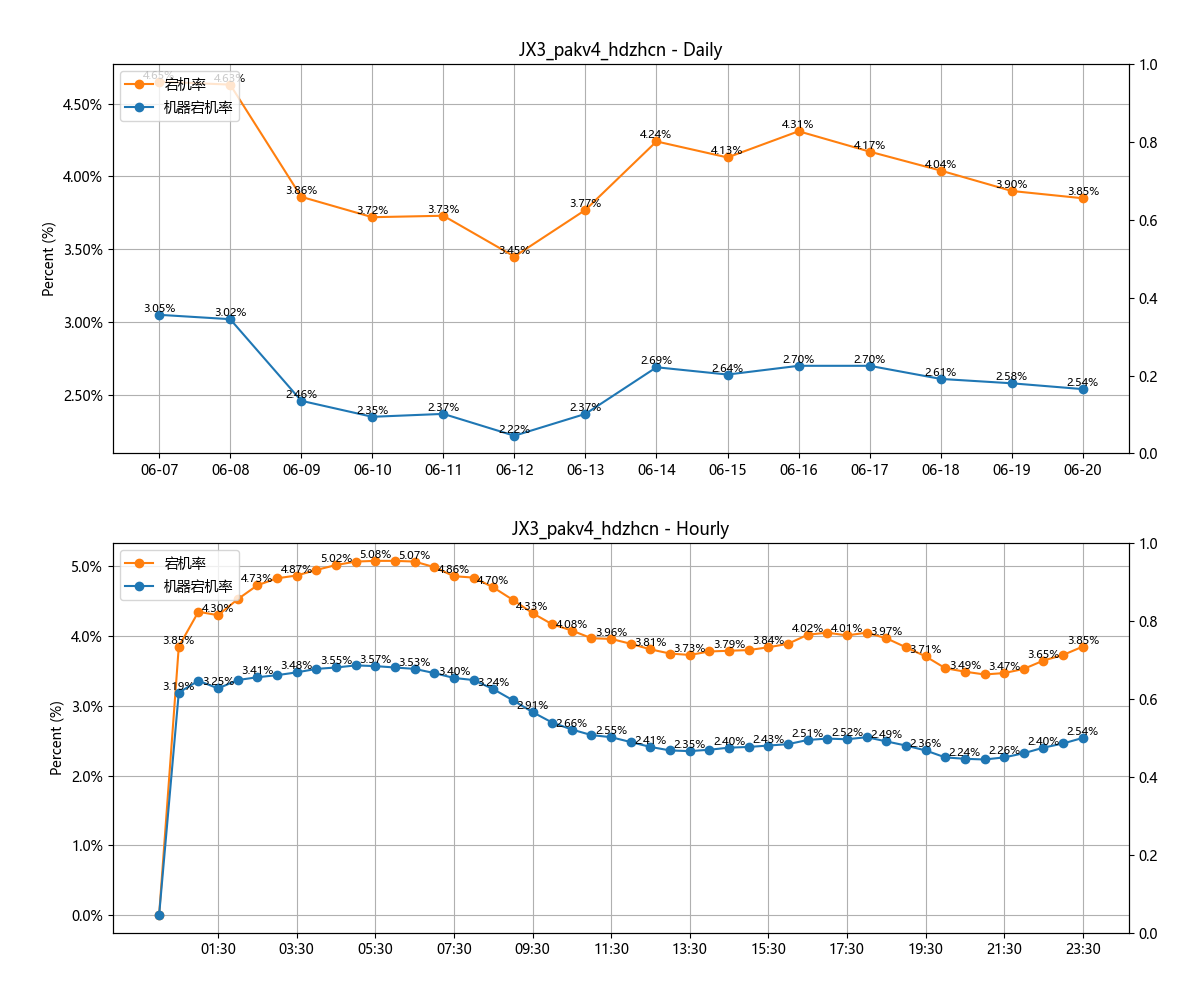 JX3_pakv4_hdzhcn - Daily
宕机率
机器宕机率
4.65% 4.63% 3.86% 3.72% 3.73% 3.45% 3.77% 4.24% 4.13% 4.31% 4.17% 4.04% 3.90% 3.85%
3.05% 3.02% 2.46% 2.35% 2.37% 2.22% 2.37% 2.69% 2.64% 2.70% 2.70% 2.61% 2.58% 2.54%
4.50%
4.00%
3.50%
3.00%
2.50%
Percent (%)
1.0
0.8
0.6
0.4
0.2
0.0
06-07 06-08 06-09 06-10 06-11 06-12 06-13 06-14 06-15 06-16 06-17 06-18 06-19 06-20
JX3_pakv4_hdzhcn - Hourly
宕机率
机器宕机率
3.85% 4.30% 4.73% 4.87% 5.02% 5.08% 5.07% 4.86% 4.70% 4.33% 4.08% 3.96% 3.81% 3.73% 3.79% 3.84% 4.02% 4.01% 3.97% 3.71% 3.49% 3.47% 3.65% 3.85%
3.19% 3.25% 3.41% 3.48% 3.55% 3.57% 3.53% 3.40% 3.24% 2.91% 2.66% 2.55% 2.41% 2.35% 2.40% 2.43% 2.51% 2.52% 2.49% 2.36% 2.24% 2.26% 2.40% 2.54%
5.0%
4.0%
3.0%
2.0%
1.0%
0.0%
Percent (%)
1.0
0.8
0.6
0.4
0.2
0.0
01:30 03:30 05:30 07:30 09:30 11:30 13:30 15:30 17:30 19:30 21:30 23:30